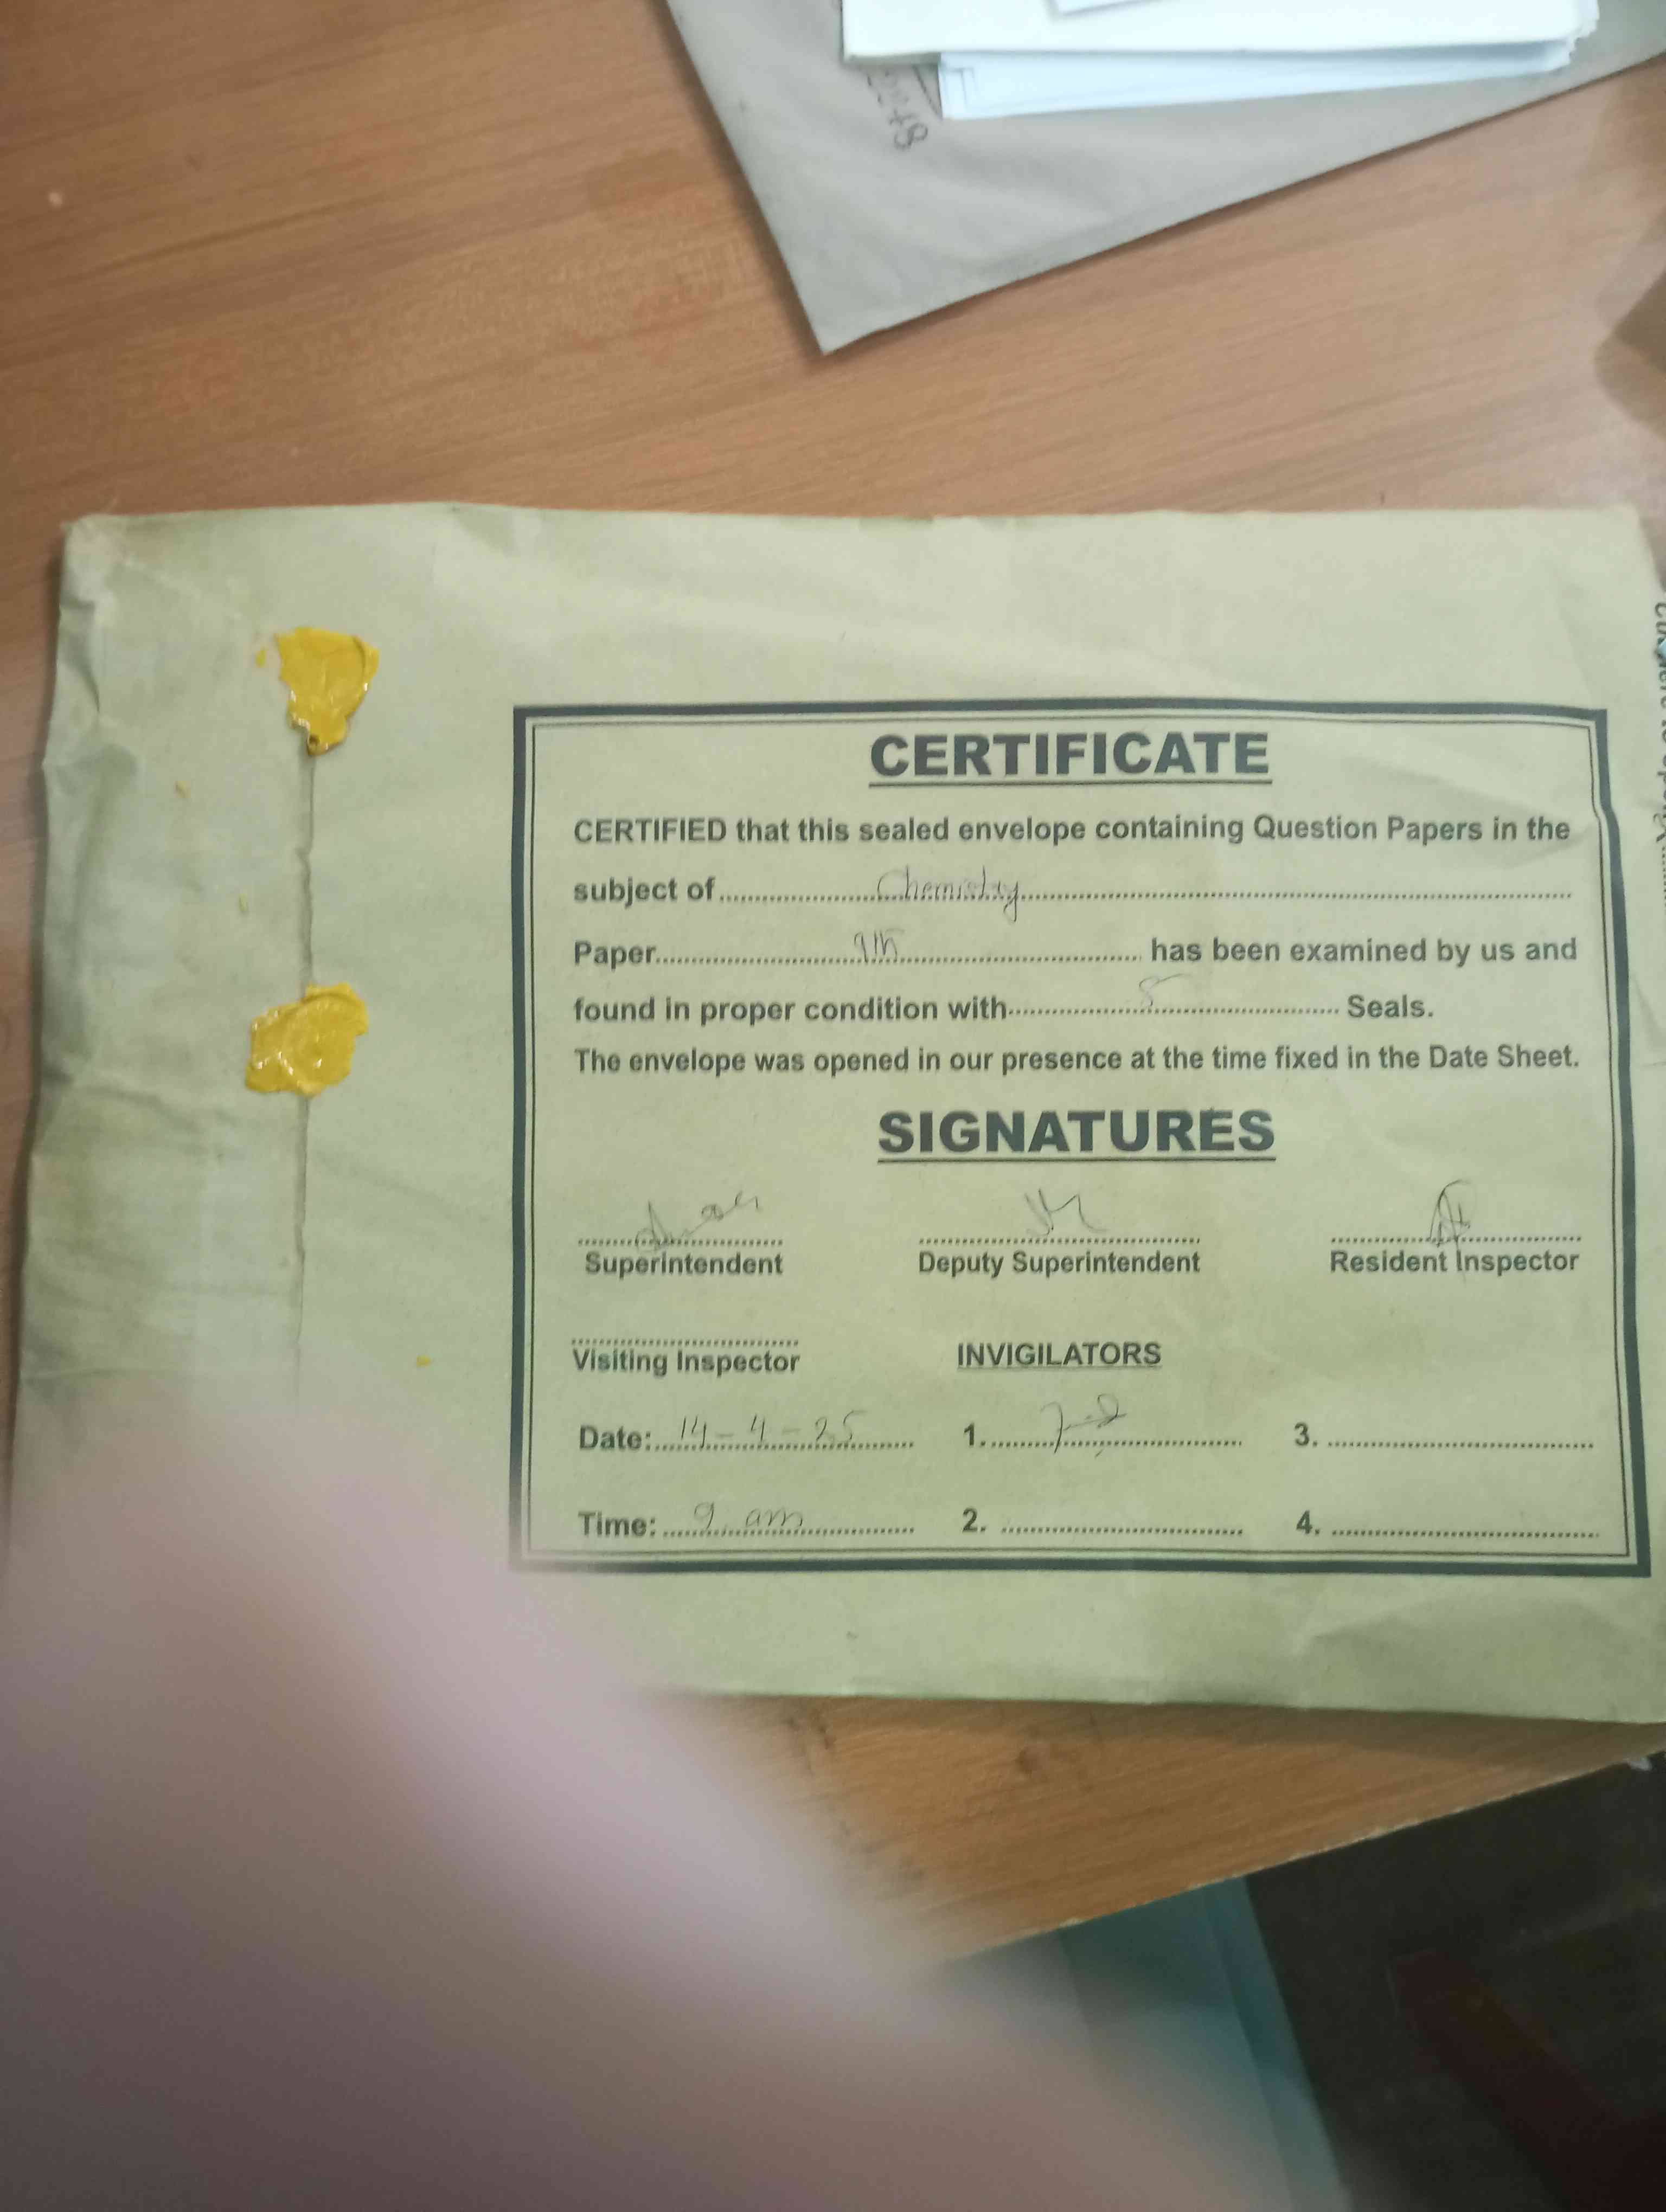 CERTIFICATE
CERTIFIED that this sealed envelope containing Question Papers in the
subject of Chemistry
Paper 9th has been examined by us and
found in proper condition with 5 Seals.
The envelope was opened in our presence at the time fixed in the Date Sheet.
SIGNATURES
Superintendent Deputy Superintendent Resident Inspector
Visiting Inspector INVIGILATORS
Date: 14-4-25 1. 3.
Time: 9 am 2. 4.